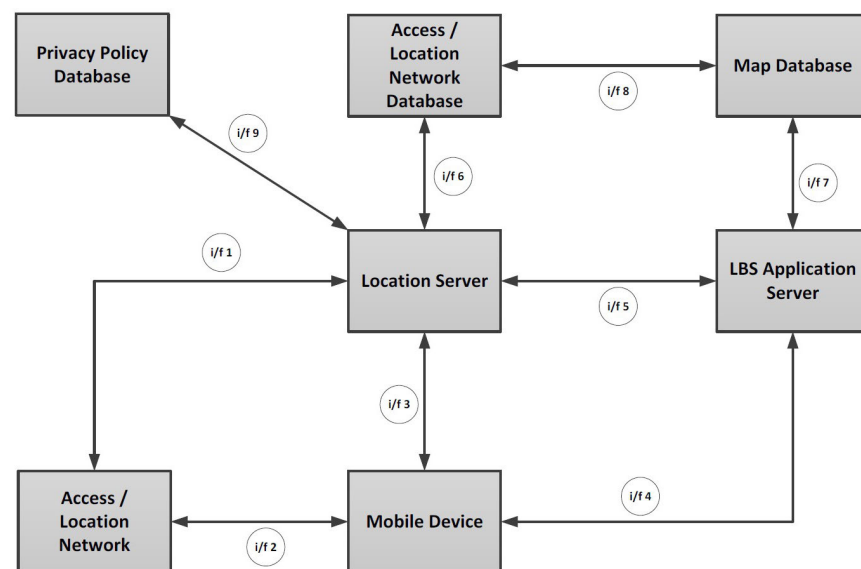 Privacy Policy
Database
Access /
Location
Network
Database
Map Database
i/f 8
i/f 9
i/f 6
i/f 7
i/f 1
Location Server
LBS Application
Server
i/f 5
i/f 3
i/f 4
Access /
Location
Network
Mobile Device
i/f 2